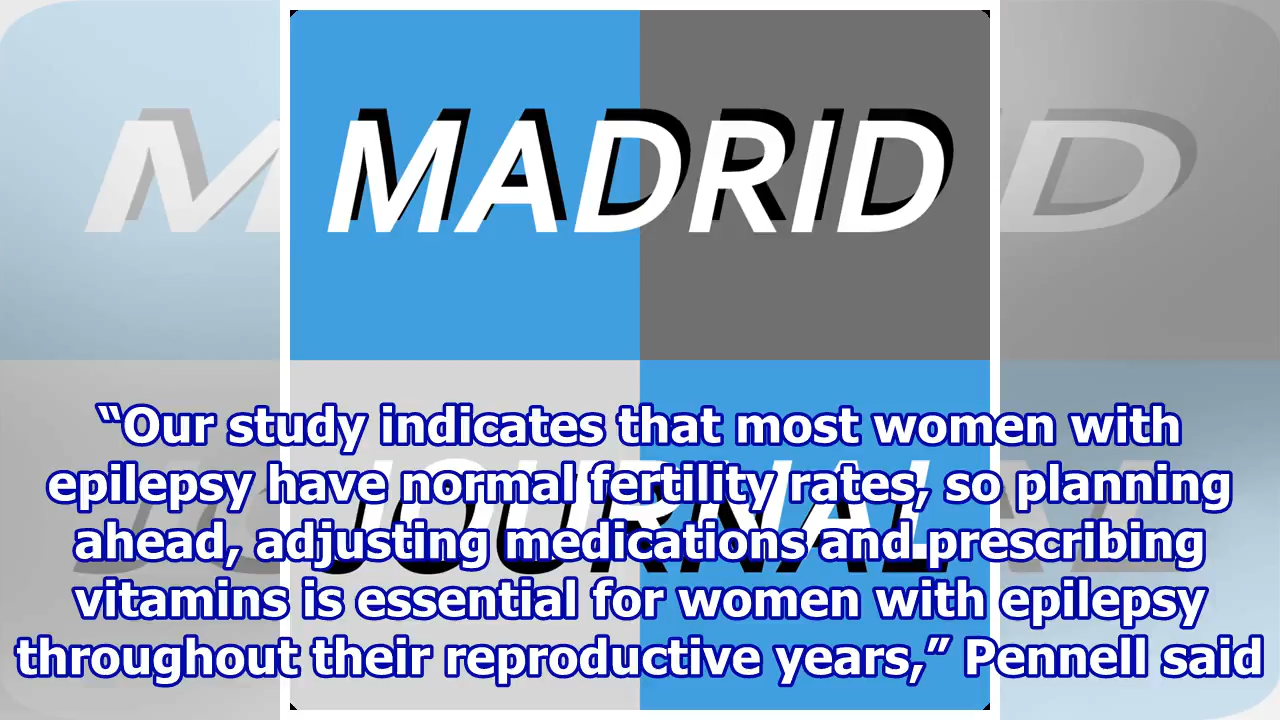 MADRID
JOURNAL
“Our study indicates that most women with
epilepsy have normal fertility rates, so planning
ahead, adjusting medications and prescribing
vitamins is essential for women with epilepsy
throughout their reproductive years,” Pennell said